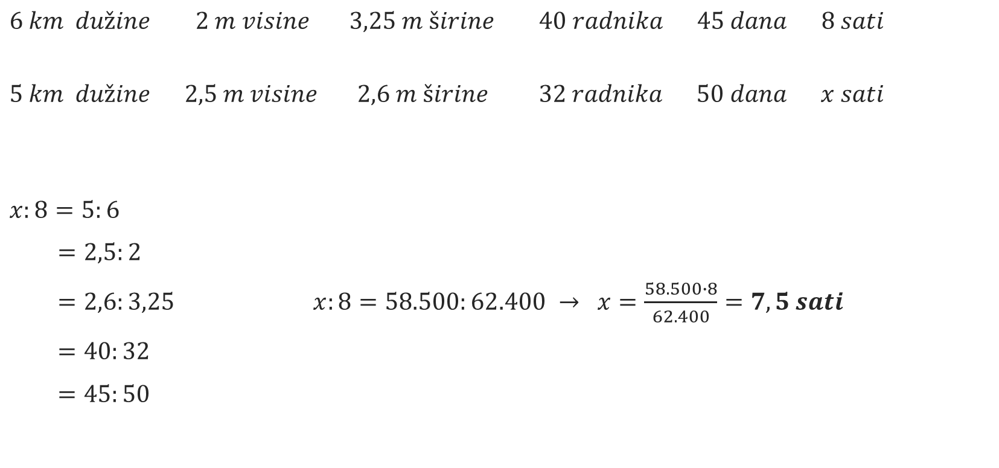 6 km dužine 2 m visine 3,25 m širine 40 radnika 45 dana 8 sati
5 km dužine 2,5 m visine 2,6 m širine 32 radnika 50 dana x sati
x: 8 = 5: 6
= 2,5: 2
= 2,6: 3,25 x: 8 = 58.500: 62.400 → x = 58.500·8 / 62.400 = 7, 5 sati
= 40: 32
= 45: 50